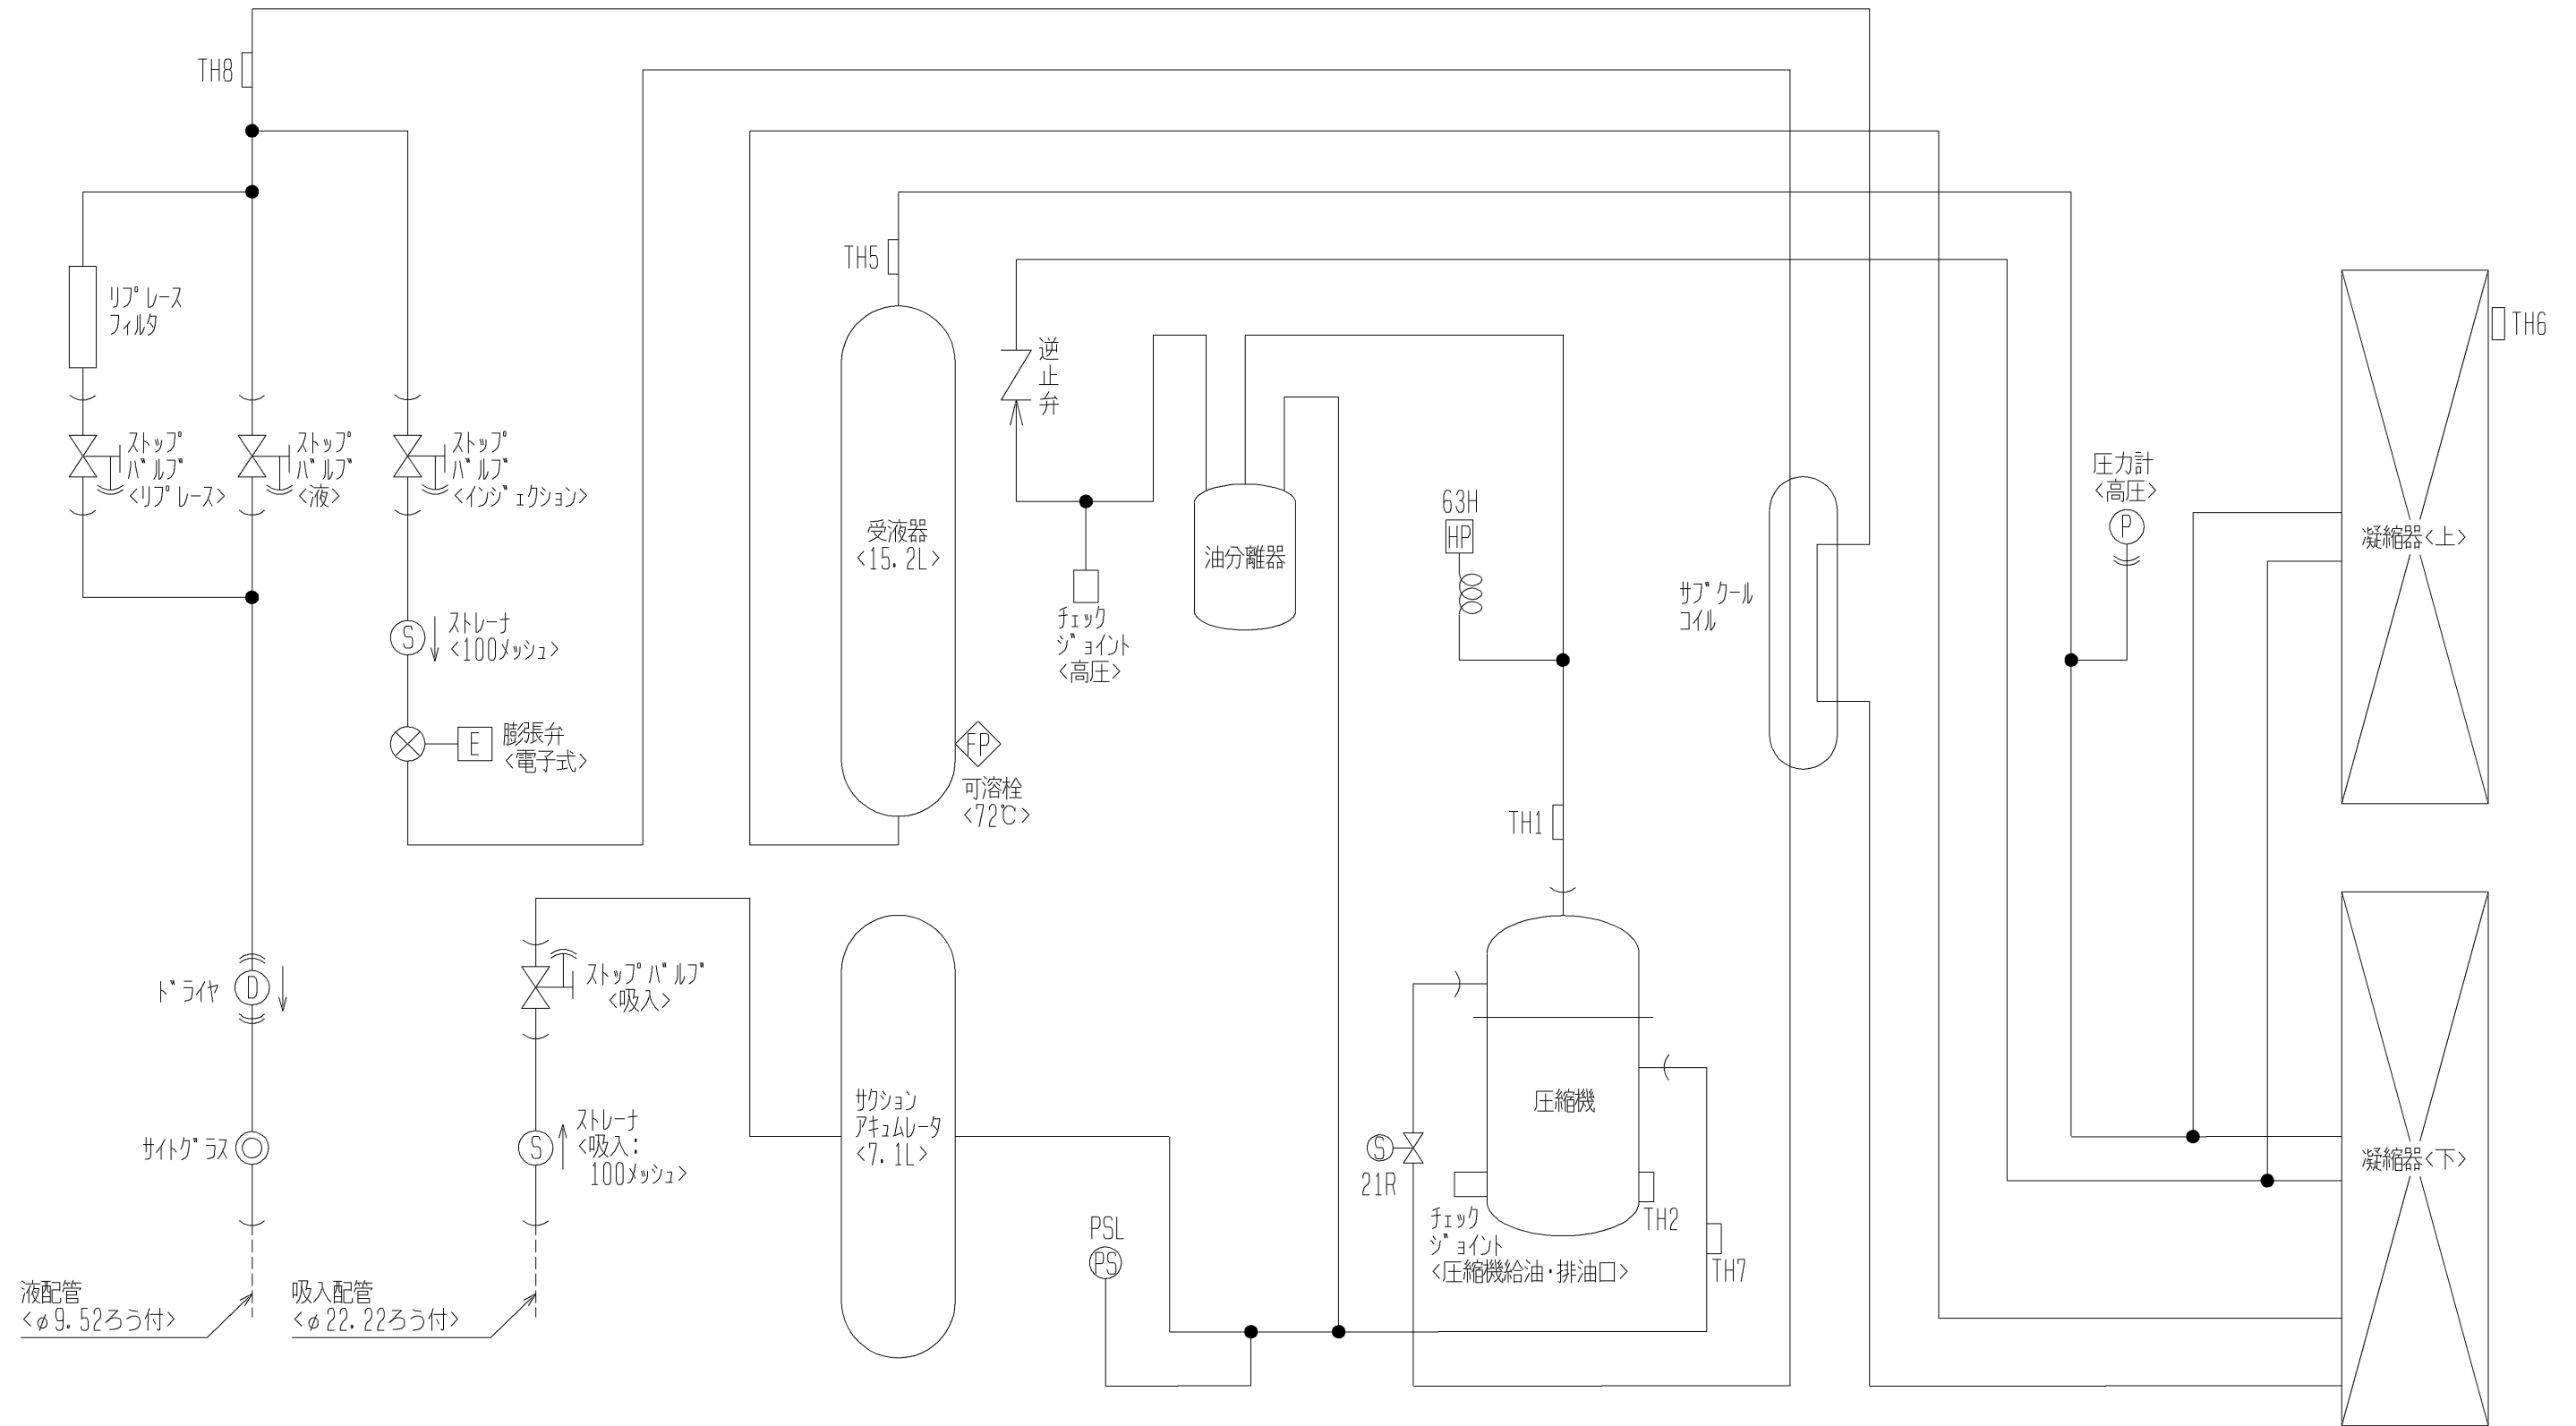 TH8
リプレース
フィルタ
ストップ
バルブ
<リプレース>
ストップ
バルブ
<液>
ストップ
バルブ
<インジェクション>
S
ストレーナ
<100メッシュ>
E
膨張弁
<電子式>
D
ドライヤ
サイトグラス
液配管
<φ9.52ろう付>
ストップバルブ
<吸入>
S
ストレーナ
<吸入:
100メッシュ>
吸入配管
<φ22.22ろう付>
TH5
受液器
<15.2L>
FP
可溶栓
<72℃>
逆
止
弁
チェック
ジョイント
<高圧>
油分離器
サクション
アキュムレータ
<7.1L>
PSL
PS
63H
HP
TH1
圧縮機
S
21R
チェック
ジョイント
<圧縮機給油・排油口>
TH2
TH7
サブクール
コイル
圧力計
<高圧>
P
TH6
凝縮器<上>
凝縮器<下>